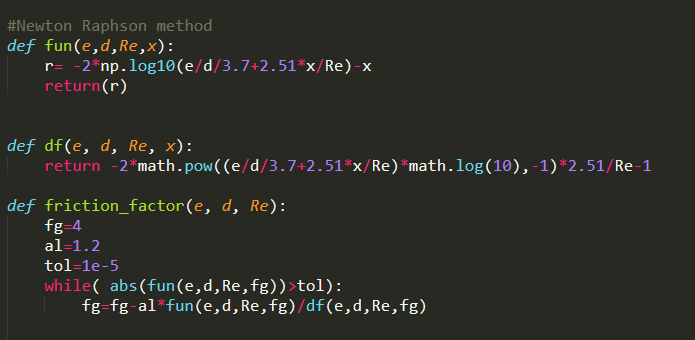 #Newton Raphson method
def fun(e,d,Re,x):
    r= -2*np.log10(e/d/3.7+2.51*x/Re)-x
    return(r)
def df(e, d, Re, x):
    return -2*math.pow((e/d/3.7+2.51*x/Re)*math.log(10),-1)*2.51/Re-1
def friction_factor(e, d, Re):
    fg=4
    al=1.2
    tol=1e-5
    while( abs(fun(e,d,Re,fg))>tol):
        fg=fg-al*fun(e,d,Re,fg)/df(e,d,Re,fg)